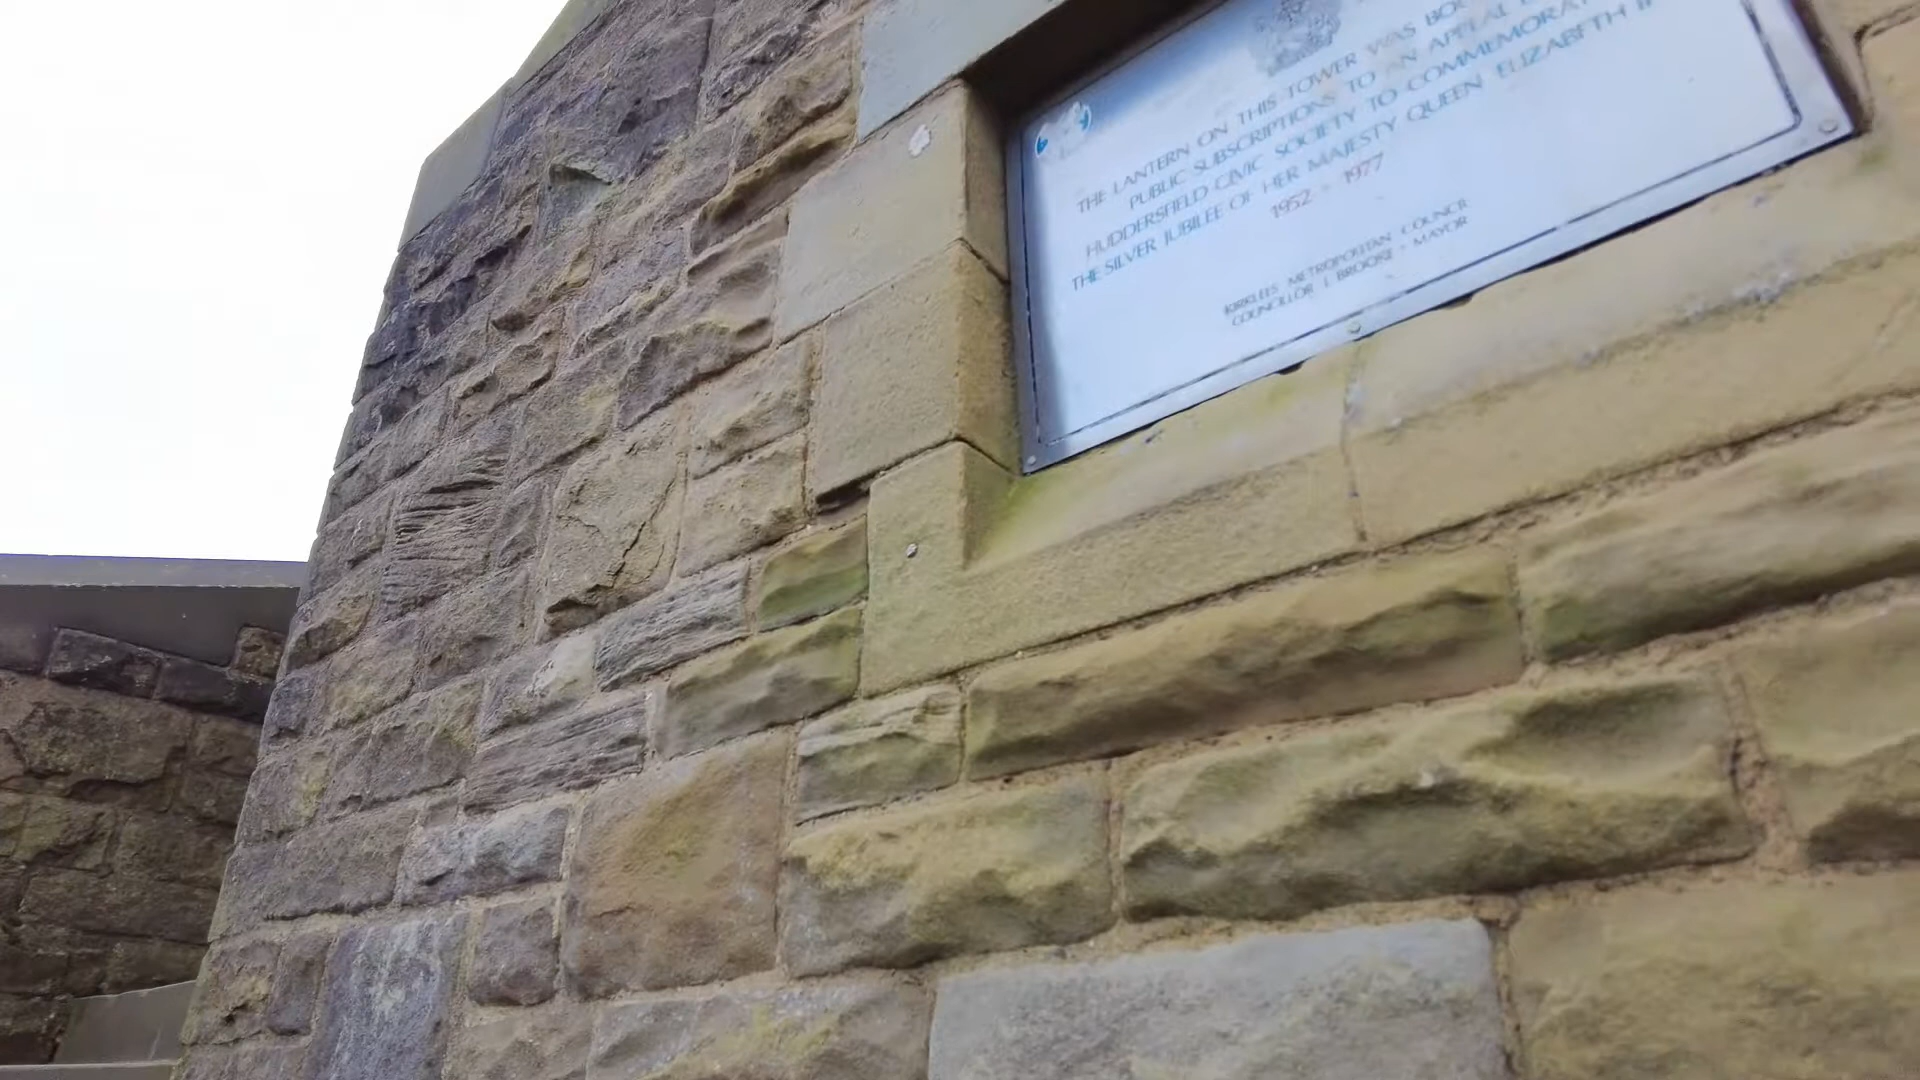 THE LANTERN ON THIS TOWER WAS
PUBLIC SUBSCRIPTIONS TO AN APPEAL
HUDDERSFIELD CIVIC SOCIETY TO
THE SILVER JUBILEE OF HER MAJESTY QUEEN ELIZABETH II
1952 - 1977
KIRKLEES METROPOLITAN COUNCIL
COUNCILLOR J. BROOKE - MAYOR